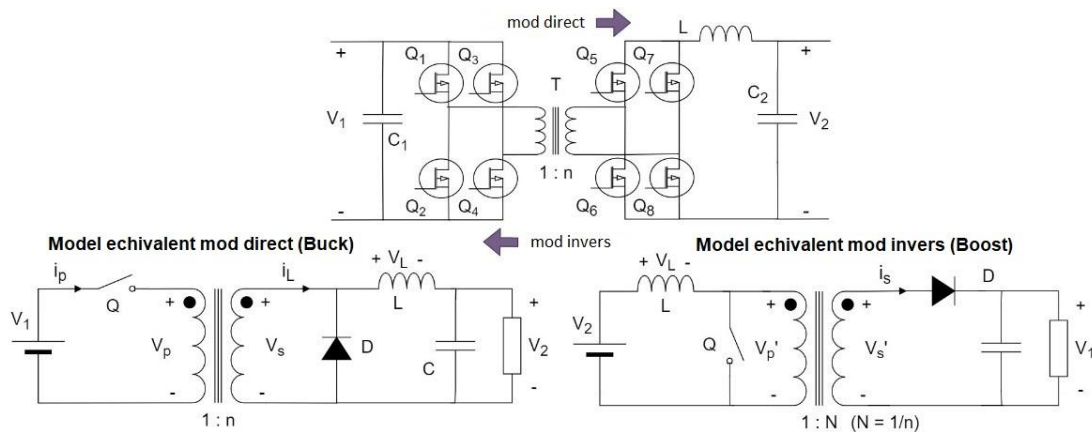 mod direct
L
+
Q1
Q3
Q5
Q7
+
T
V1
C1
C2
V2
1 : n
-
Q2
Q4
Q6
Q8
-
mod invers
Model echivalent mod direct (Buck)
ip
iL
+ VL -
L
Q
+
+
+
V1
Vp
Vs
D
C
V2
-
-
-
1 : n
Model echivalent mod invers (Boost)
+ VL -
L
is
D
V2
Q
+
+
+
Vp'
Vs'
V1
-
-
-
1 : N (N = 1/n)